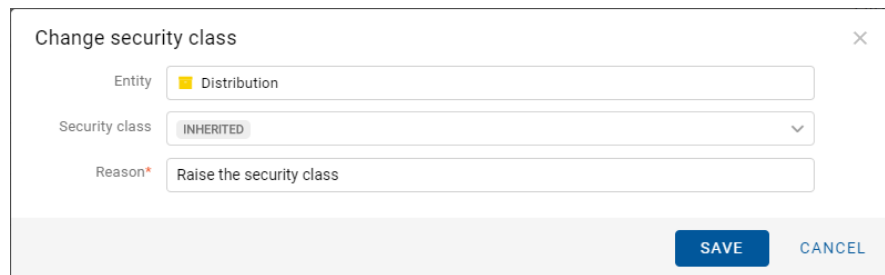 Change security class
Entity Distribution
Security class INHERITED
Reason* Raise the security class
SAVE CANCEL